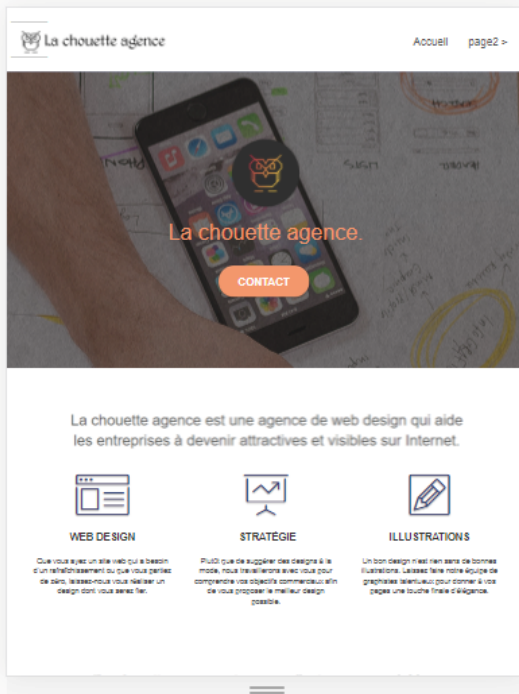 La chouette agence
Accueil page2 >
La chouette agence.
CONTACT
La chouette agence est une agence de web design qui aide
les entreprises à devenir attractives et visibles sur Internet.
WEB DESIGN
Que vous ayez un site web qui a besoin
d'un rafraîchissement ou que vous partiez
de zéro, laissez-nous vous réaliser un
design dont vous serez fier.
STRATÉGIE
Plutôt que de suggérer des designs à la
mode, nous travaillerons avec vous pour
comprendre vos objectifs commerciaux afin
de vous proposer le meilleur design
possible.
ILLUSTRATIONS
Un bon design n'est rien sans de bonnes
illustrations. Laissez faire notre équipe de
graphistes talentueux pour donner à vos
pages une touche finale d'élégance.